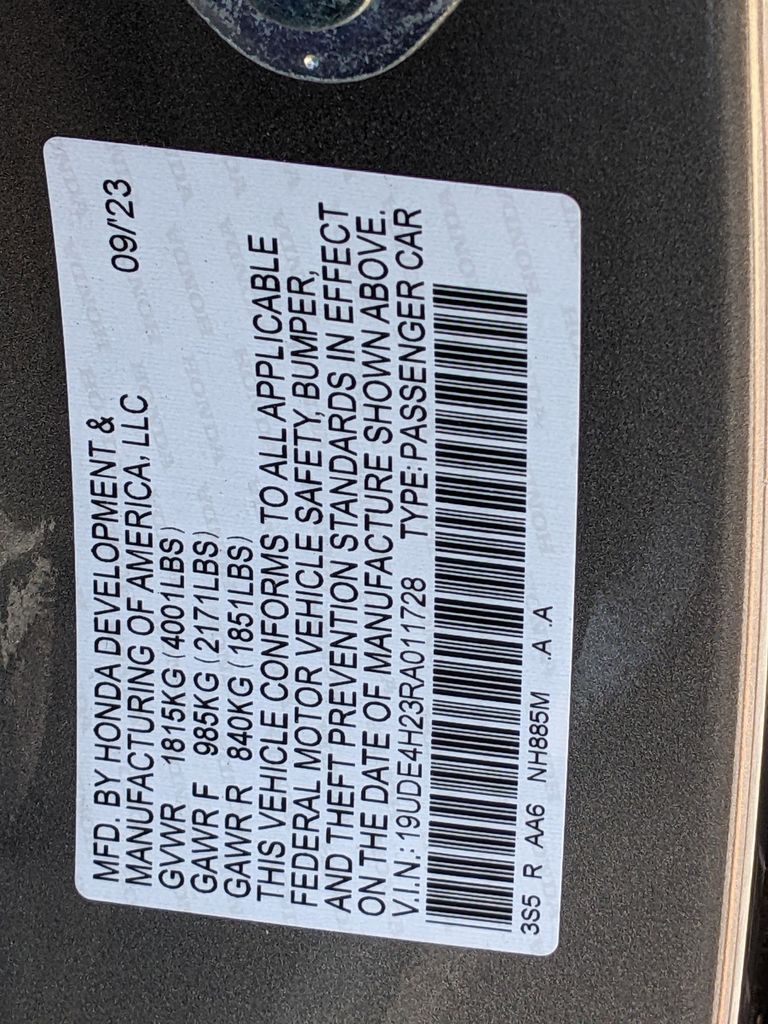 MFD. BY HONDA DEVELOPMENT &
MANUFACTURING OF AMERICA, LLC 09/'23
GVWR 1815KG (4001LBS)
GAWR F 985KG (2171LBS)
GAWR R 840KG (1851LBS)
THIS VEHICLE CONFORMS TO ALL APPLICABLE
FEDERAL MOTOR VEHICLE SAFETY, BUMPER,
AND THEFT PREVENTION STANDARDS IN EFFECT
ON THE DATE OF MANUFACTURE SHOWN ABOVE.
V.I.N.: 19UDE4H23RA011728 TYPE:PASSENGER CAR
3S5 R AA6 NH885M .A .A